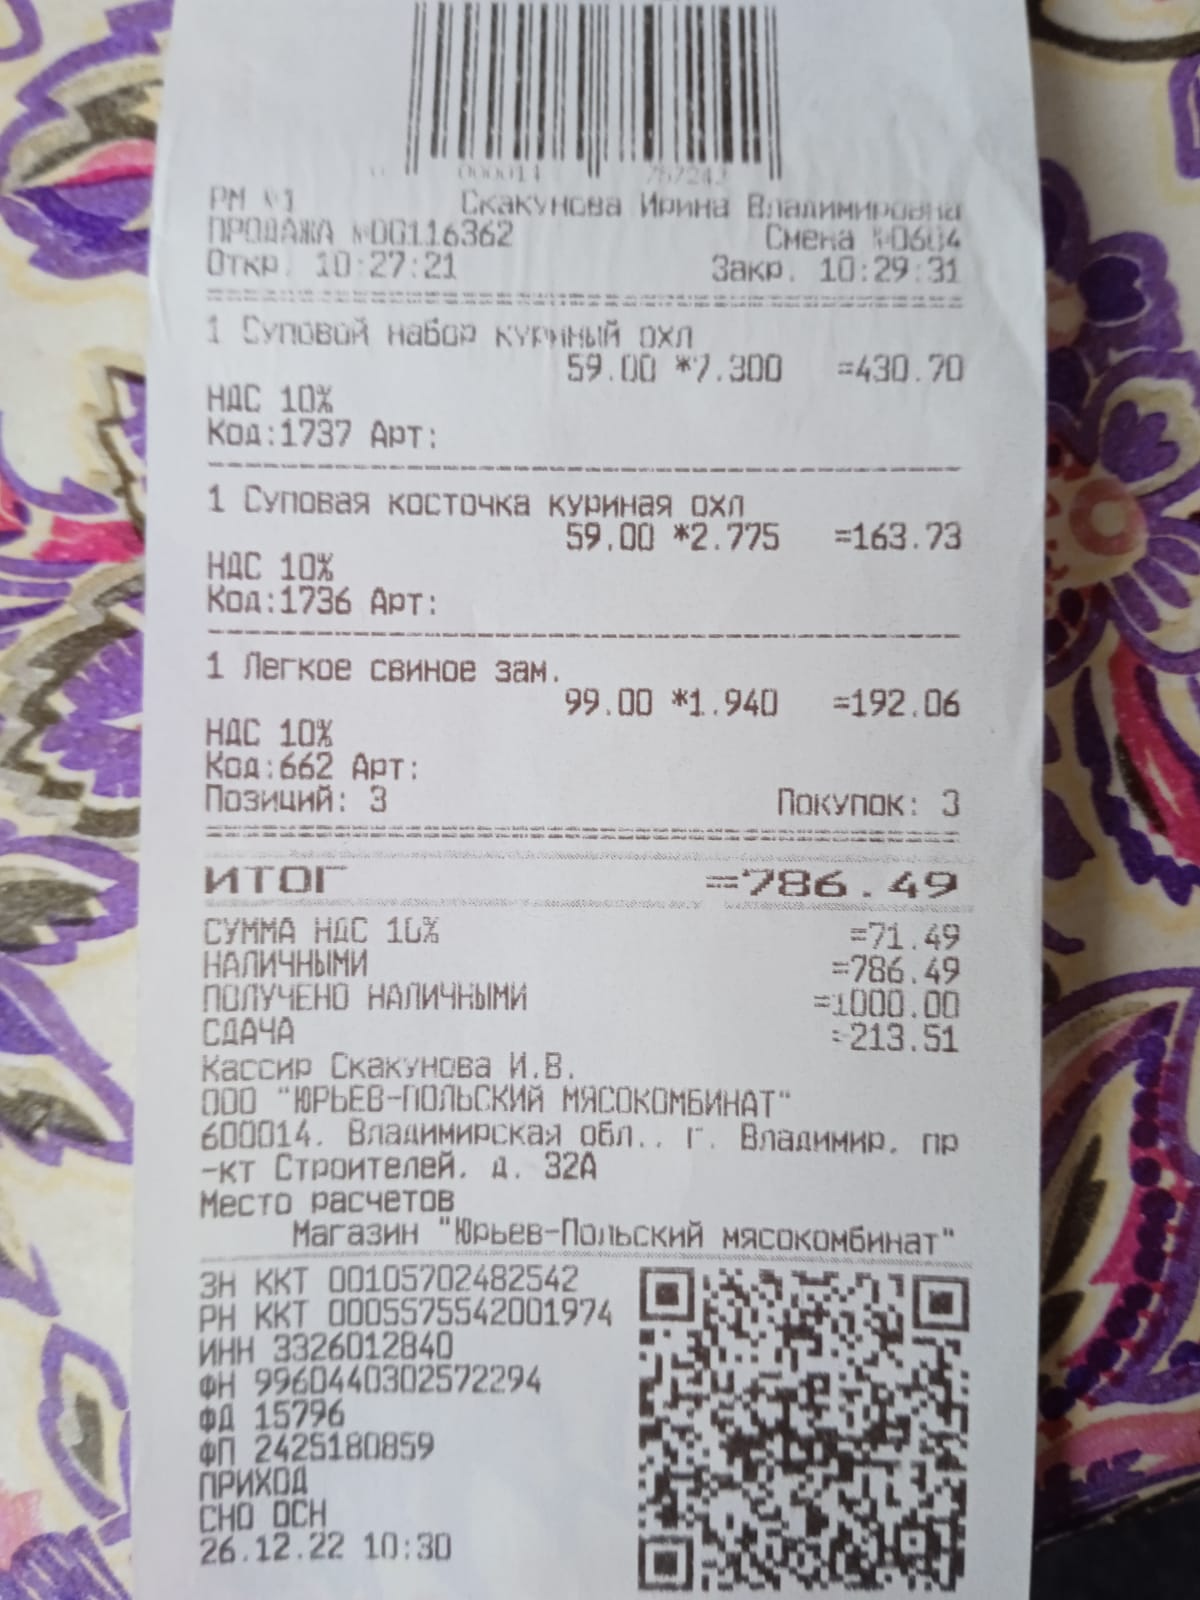 000014 787242
РМ №1 Скакунова Ирина Владимировна
ПРОДАЖА №00116362 Смена №0604
Откр. 10:27:21 Закр. 10:29:31
1 Суповой набор куриный охл
59.00 *7.300 =430.70
НДС 10%
Код:1737 Арт:
1 Суповая косточка куриная охл
59.00 *2.775 =163.73
НДС 10%
Код:1736 Арт:
1 Легкое свиное зам.
99.00 *1.940 =192.06
НДС 10%
Код:662 Арт:
Позиций: 3 Покупок: 3
ИТОГ =786.49
СУММА НДС 10% =71.49
НАЛИЧНЫМИ =786.49
ПОЛУЧЕНО НАЛИЧНЫМИ =1000.00
СДАЧА =213.51
Кассир Скакунова И.В.
ООО "ЮРЬЕВ-ПОЛЬСКИЙ МЯСОКОМБИНАТ"
600014, Владимирская обл., г. Владимир, пр
-кт Строителей, д. 32А
Место расчетов
Магазин "Юрьев-Польский мясокомбинат"
ЗН ККТ 00105702482542
РН ККТ 0005575542001974
ИНН 3326012840
ФН 9960440302572294
ФД 15796
ФП 2425180859
ПРИХОД
СНО ОСН
26.12.22 10:30